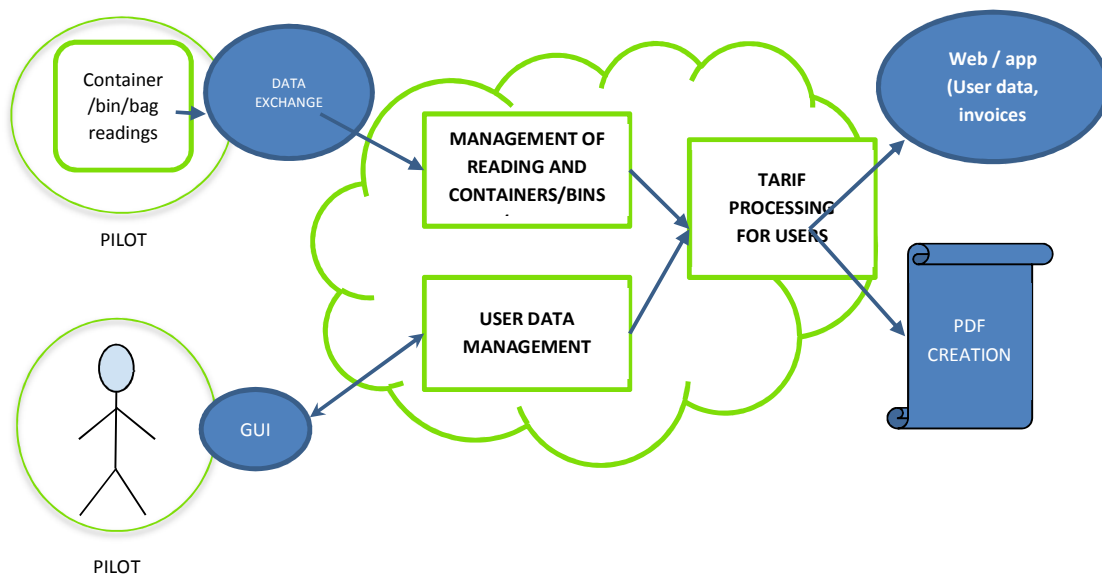 Container
/bin/bag
readings
PILOT
DATA
EXCHANGE
MANAGEMENT OF
READING AND
CONTAINERS/BINS
TARIF
PROCESSING
FOR USERS
Web / app
(User data,
invoices
USER DATA
MANAGEMENT
PDF
CREATION
GUI
PILOT